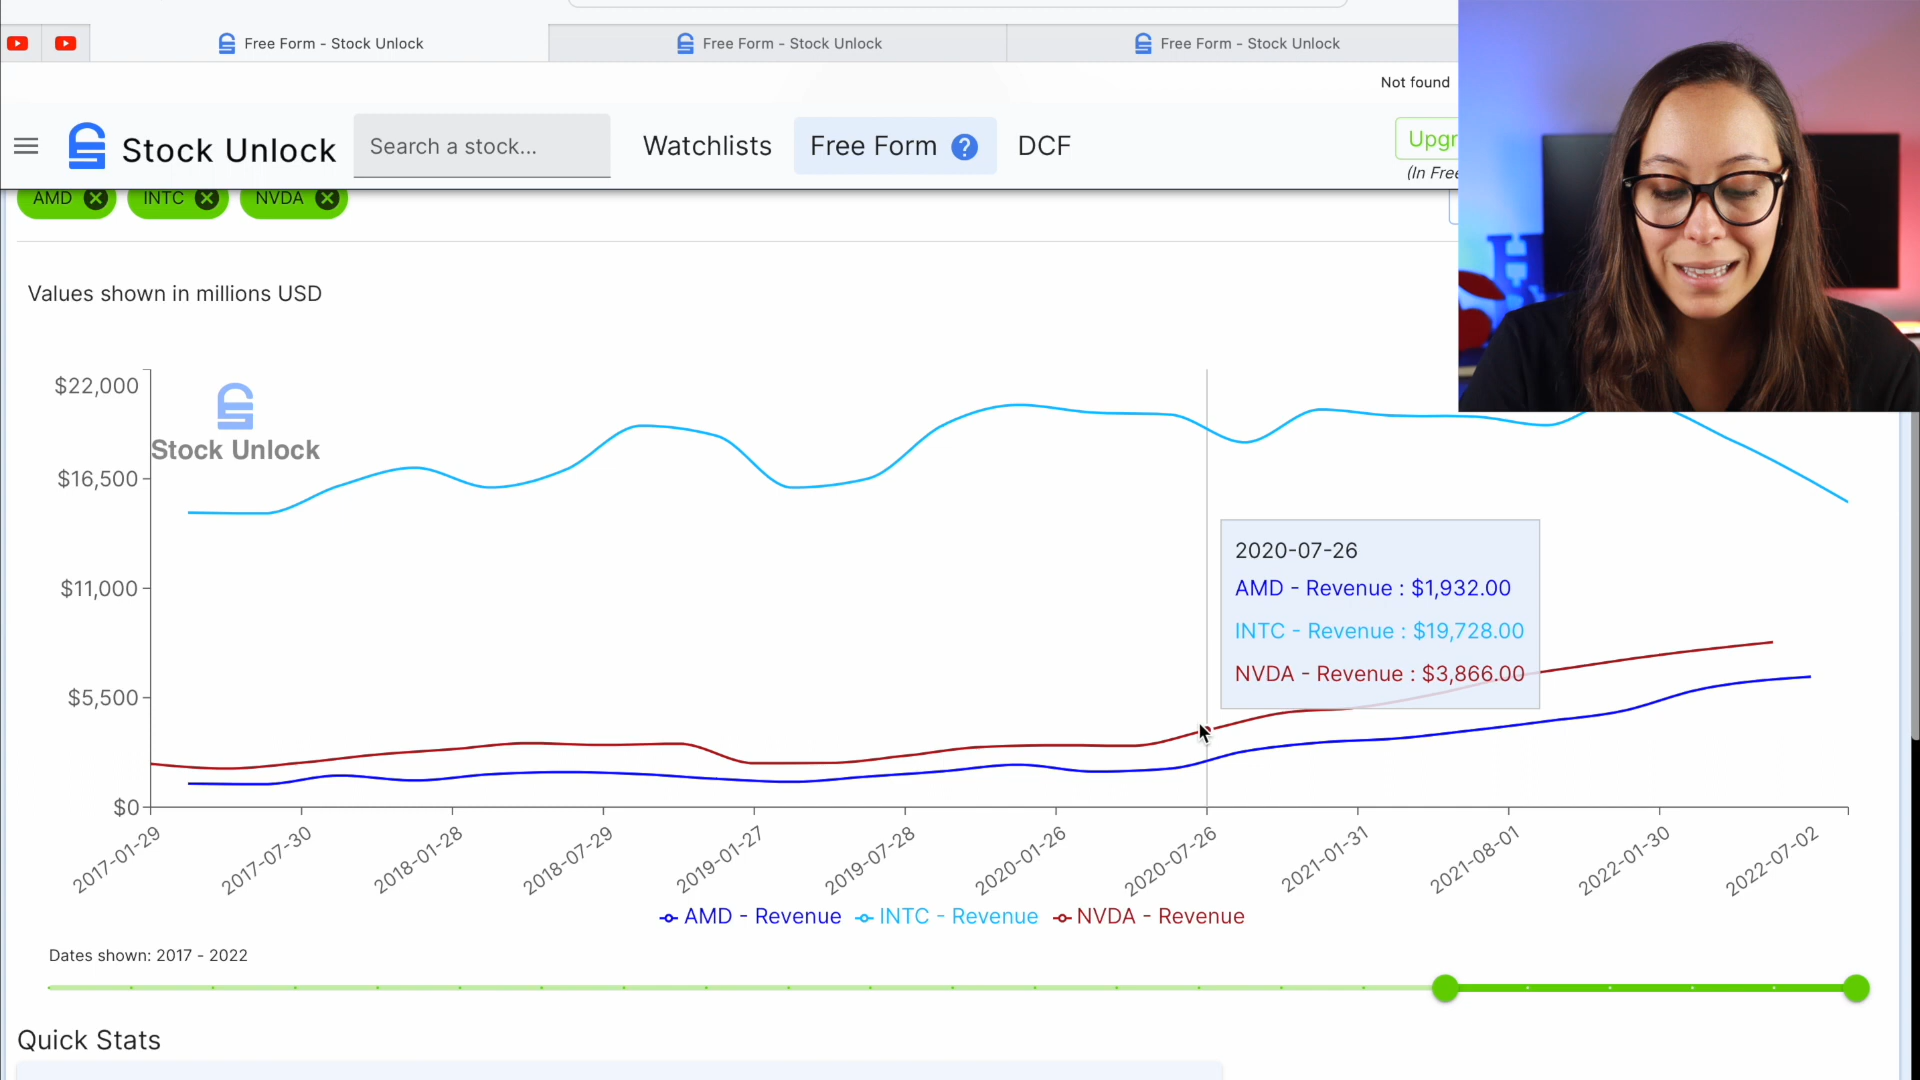 Free Form - Stock Unlock
Free Form - Stock Unlock
Free Form - Stock Unlock
Not found
Stock Unlock
Search a stock...
Watchlists
Free Form ?
DCF
Upgr
(In Free
AMD
INTC
NVDA
Values shown in millions USD
$22,000
$16,500
$11,000
$5,500
$0
Stock Unlock
2020-07-26
AMD - Revenue : $1,932.00
INTC - Revenue : $19,728.00
NVDA - Revenue : $3,866.00
2017-01-29
2017-07-30
2018-01-28
2018-07-29
2019-01-27
2019-07-28
2020-01-26
2020-07-26
2021-01-31
2021-08-01
2022-01-30
2022-07-02
AMD - Revenue INTC - Revenue NVDA - Revenue
Dates shown: 2017 - 2022
Quick Stats